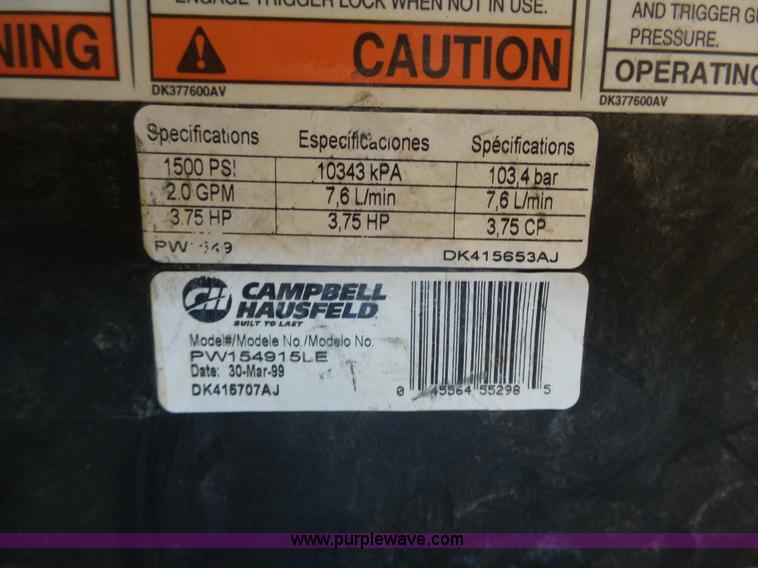 ENGAGE TRIGGER LOCK WHEN NOT IN USE.
NING
CAUTION
DK377600AV
AND TRIGGER
PRESSURE.
OPERATING
DK377600AV
Specifications Especificaciones Spécifications
1500 PSI 10343 kPA 103,4 bar
2.0 GPM 7,6 L/min 7,6 L/min
3.75 HP 3,75 HP 3,75 CP
PW1549 DK415653AJ
CAMPBELL
HAUSFELD®
BUILT TO LAST
Model#/Modele No./Modelo No.
PW154915LE
Date: 30-Mar-99
DK415707AJ
0 45564 55298 5
www.purplewave.com